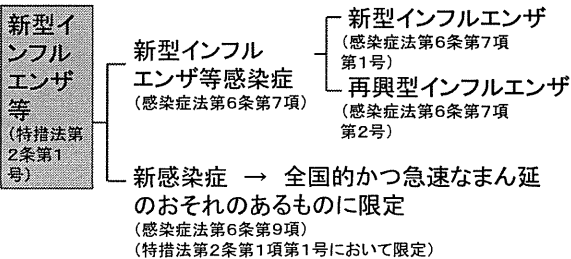 新型イ
ンフル
エンザ
等
(特措法第
2条第1
号)
新型インフル
エンザ等感染症
(感染症法第6条第7項)
新型インフルエンザ
(感染症法第6条第7項
第1号)
再興型インフルエンザ
(感染症法第6条第7項
第2号)
新感染症 → 全国的かつ急速なまん延
のおそれのあるものに限定
(感染症法第6条第9項)
(特措法第2条第1項第1号において限定)